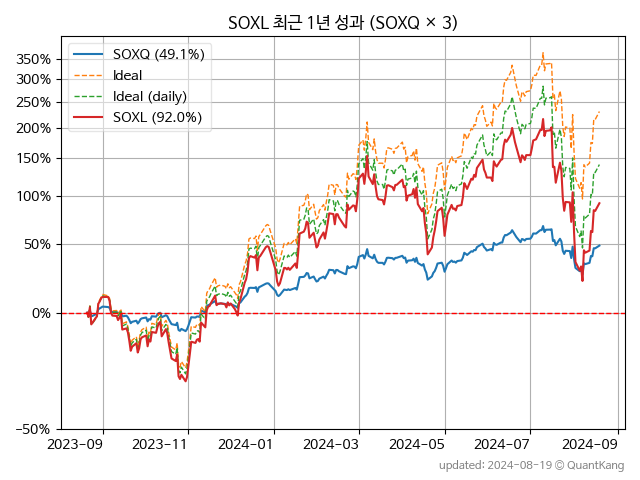 SOXL 최근 1년 성과 (SOXQ × 3)
SOXQ (49.1%)
Ideal
Ideal (daily)
SOXL (92.0%)
350%
300%
250%
200%
150%
100%
50%
0%
-50%
2023-09 2023-11 2024-01 2024-03 2024-05 2024-07 2024-09
updated: 2024-08-19 © QuantKang